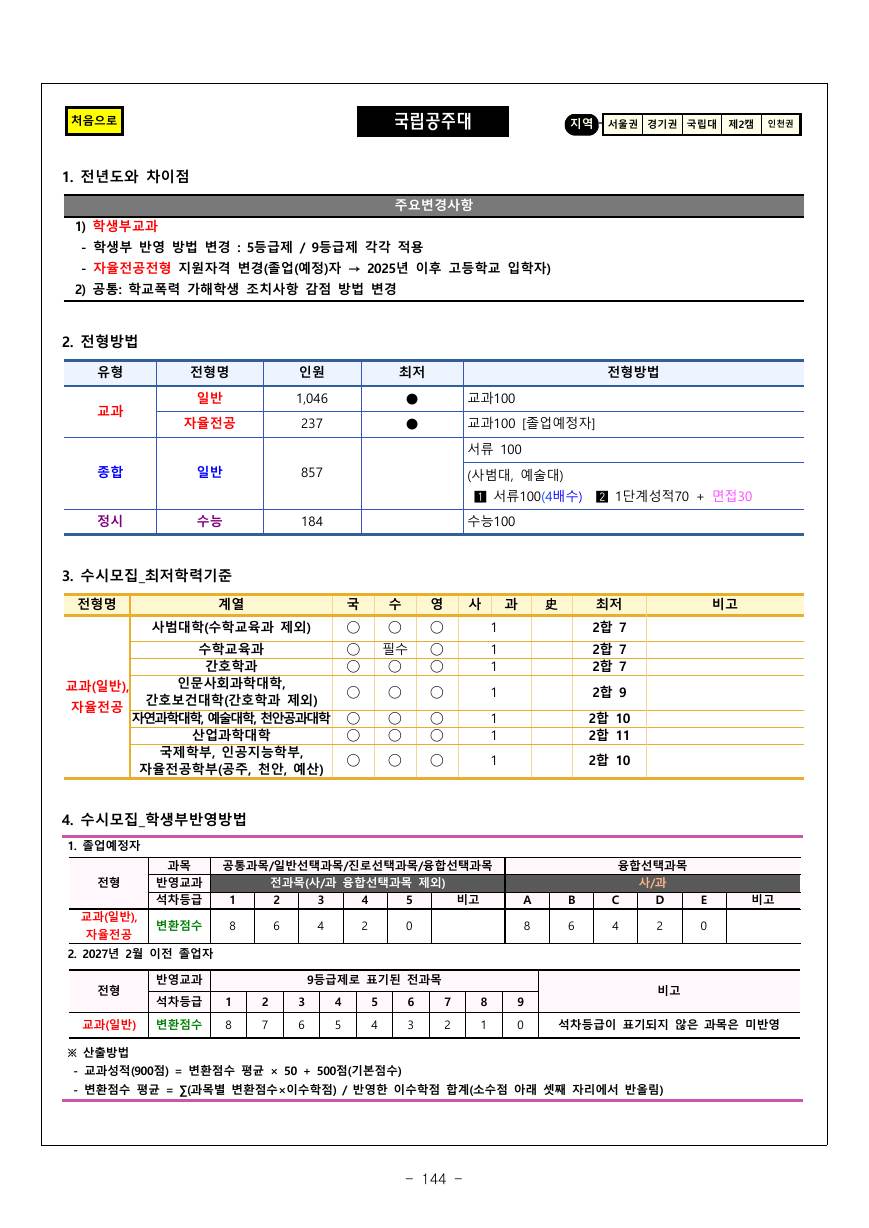 처음으로
국립공주대
지역 서울권 경기권 국립대 제2캠 인천권
1. 전년도와 차이점
주요변경사항
1) 학생부교과
- 학생부 반영 방법 변경 : 5등급제 / 9등급제 각각 적용
- 자율전공전형 지원자격 변경(졸업(예정)자 → 2025년 이후 고등학교 입학자)
2) 공통: 학교폭력 가해학생 조치사항 감점 방법 변경
2. 전형방법
유형 전형명 인원 최저 전형방법
교과 일반 1,046 ● 교과100
자율전공 237 ● 교과100 [졸업예정자]
종합 일반 857 서류 100
(사범대, 예술대)
1 서류100(4배수) 2 1단계성적70 + 면접30
정시 수능 184 수능100
3. 수시모집_최저학력기준
전형명 계열 국 수 영 사 과 史 최저 비고
교과(일반),
자율전공
사범대학(수학교육과 제외) ○ ○ ○ 1 2합 7
수학교육과 ○ 필수 ○ 1 2합 7
간호학과 ○ ○ ○ 1 2합 7
인문사회과학대학,
간호보건대학(간호학과 제외) ○ ○ ○ 1 2합 9
자연과학대학, 예술대학, 천안공과대학 ○ ○ ○ 1 2합 10
산업과학대학 ○ ○ ○ 1 2합 11
국제학부, 인공지능학부,
자율전공학부(공주, 천안, 예산) ○ ○ ○ 1 2합 10
4. 수시모집_학생부반영방법
1. 졸업예정자
전형 과목 공통과목/일반선택과목/진로선택과목/융합선택과목 융합선택과목
반영교과 전과목(사/과 융합선택과목 제외) 사/과
석차등급 1 2 3 4 5 비고 A B C D E 비고
교과(일반),
자율전공 변환점수 8 6 4 2 0 8 6 4 2 0
2. 2027년 2월 이전 졸업자
전형 반영교과 9등급제로 표기된 전과목 비고
석차등급 1 2 3 4 5 6 7 8 9
교과(일반) 변환점수 8 7 6 5 4 3 2 1 0 석차등급이 표기되지 않은 과목은 미반영
※ 산출방법
- 교과성적(900점) = 변환점수 평균 × 50 + 500점(기본점수)
- 변환점수 평균 = ∑(과목별 변환점수×이수학점) / 반영한 이수학점 합계(소수점 아래 셋째 자리에서 반올림)
- 144 -